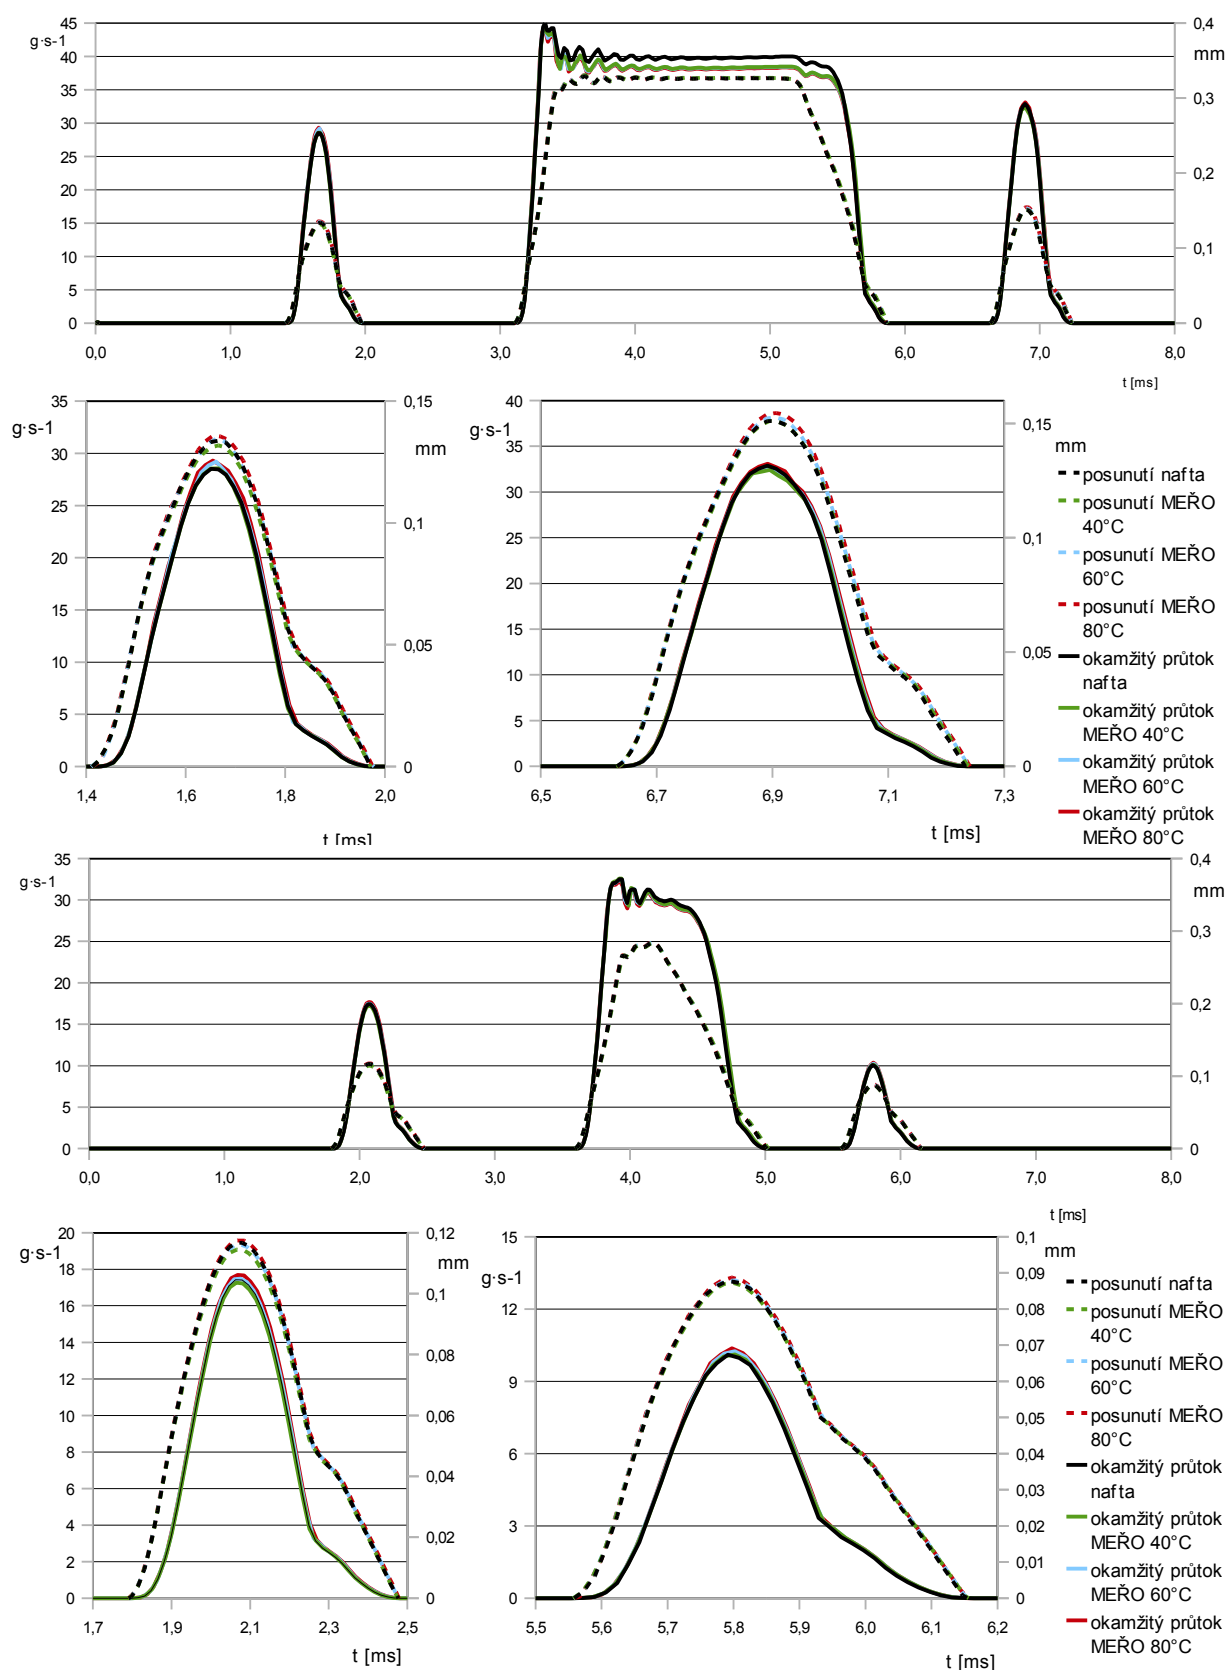 45
40
35
30
25
20
15
10
5
0
g·s-1
0,4
0,3
0,2
0,1
0
mm
0,0 1,0 2,0 3,0 4,0 5,0 6,0 7,0 8,0
t [ms]
35
30
25
20
15
10
5
0
g·s-1
0,15
0,1
0,05
0
mm
1,4 1,6 1,8 2,0
t [ms]
40
35
30
25
20
15
10
5
0
g·s-1
0,15
0,1
0,05
0
mm
6,5 6,7 6,9 7,1 7,3
t [ms]
posunutí nafta
posunutí MEŘO
40°C
posunutí MEŘO
60°C
posunutí MEŘO
80°C
okamžitý průtok
nafta
okamžitý průtok
MEŘO 40°C
okamžitý průtok
MEŘO 60°C
okamžitý průtok
MEŘO 80°C
35
30
25
20
15
10
5
0
g·s-1
0,4
0,3
0,2
0,1
0
mm
0,0 1,0 2,0 3,0 4,0 5,0 6,0 7,0 8,0
t [ms]
20
18
16
14
12
10
8
6
4
2
0
g·s-1
0,12
0,1
0,08
0,06
0,04
0,02
0
mm
1,7 1,9 2,1 2,3 2,5
t [ms]
15
12
9
6
3
0
g·s-1
0,1
0,09
0,08
0,07
0,06
0,05
0,04
0,03
0,02
0,01
0
mm
5,5 5,6 5,7 5,8 5,9 6,0 6,1 6,2
t [ms]
posunutí nafta
posunutí MEŘO
40°C
posunutí MEŘO
60°C
posunutí MEŘO
80°C
okamžitý průtok
nafta
okamžitý průtok
MEŘO 40°C
okamžitý průtok
MEŘO 60°C
okamžitý průtok
MEŘO 80°C